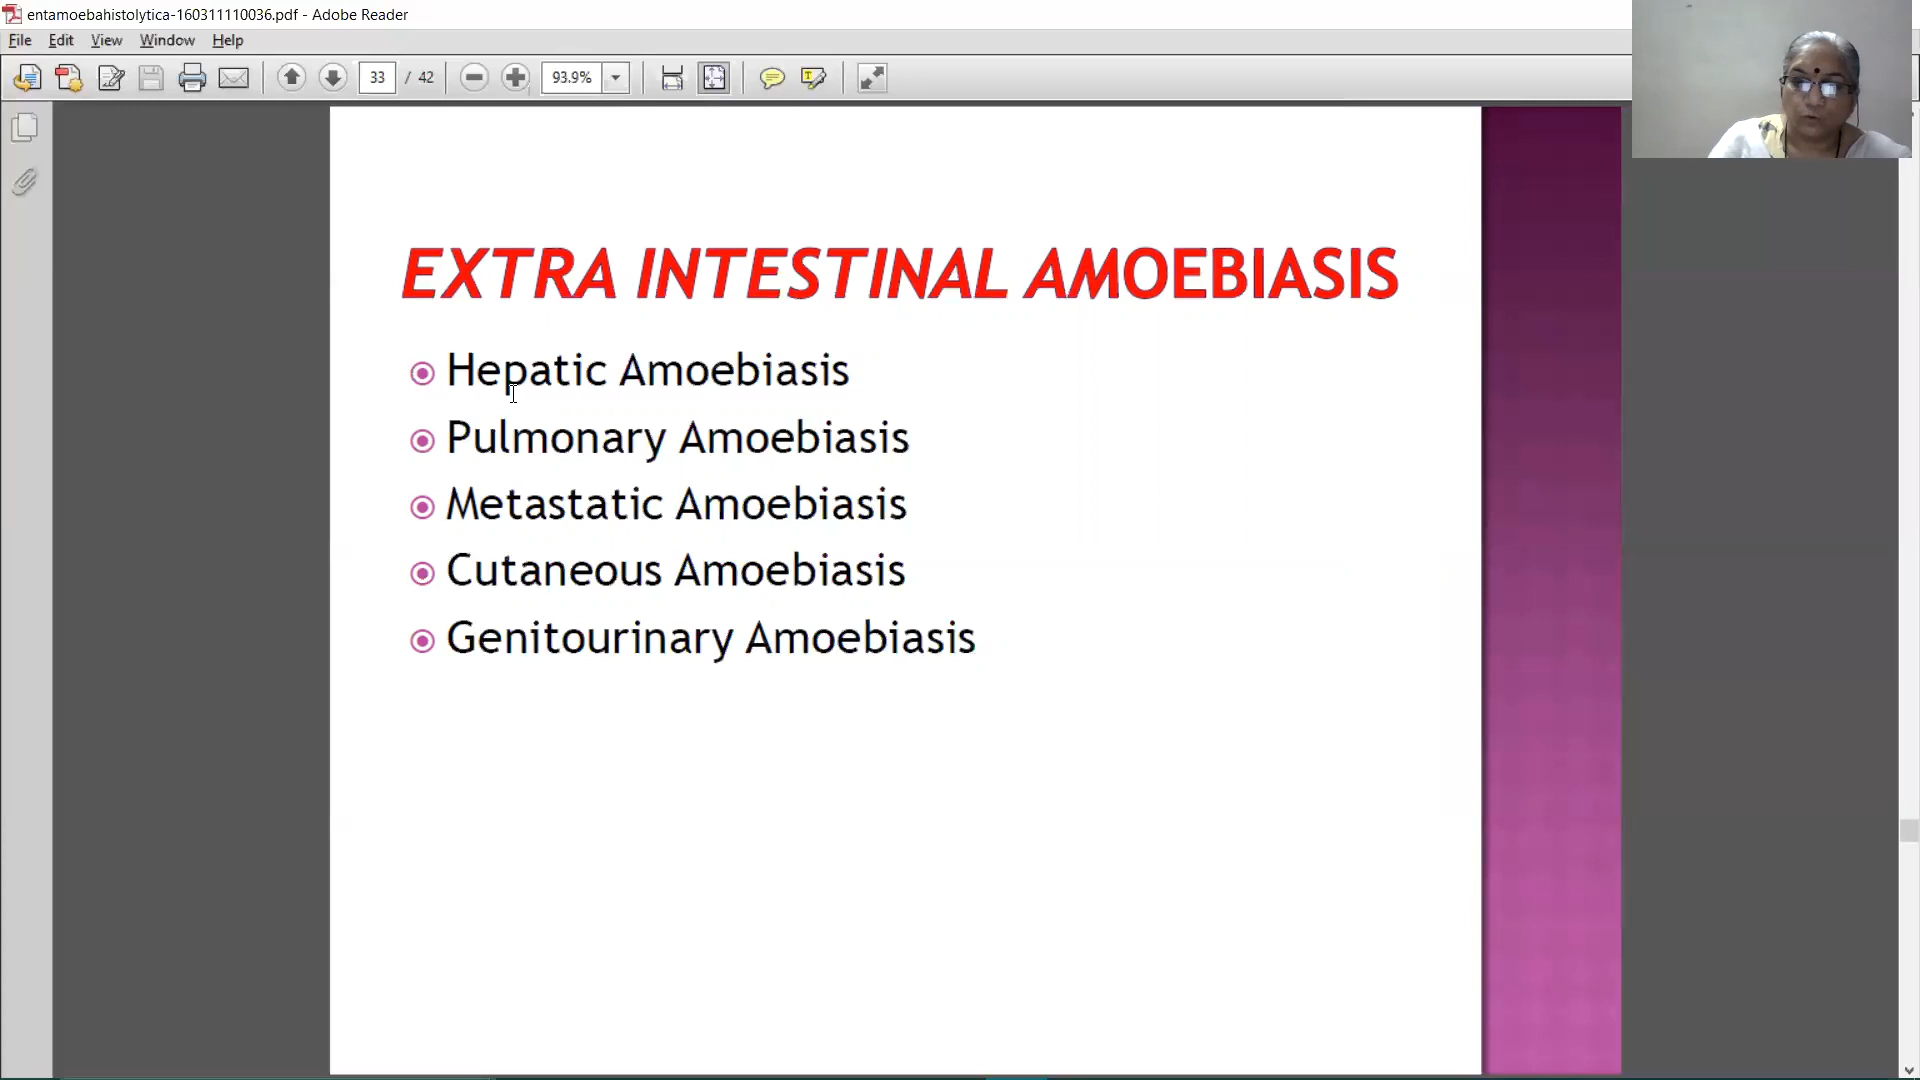 entamoebahistolytica-160311110036.pdf - Adobe Reader
File Edit View Window Help
33 / 42 93.9%
EXTRA INTESTINAL AMOEBIASIS
Hepatic Amoebiasis
Pulmonary Amoebiasis
Metastatic Amoebiasis
Cutaneous Amoebiasis
Genitourinary Amoebiasis